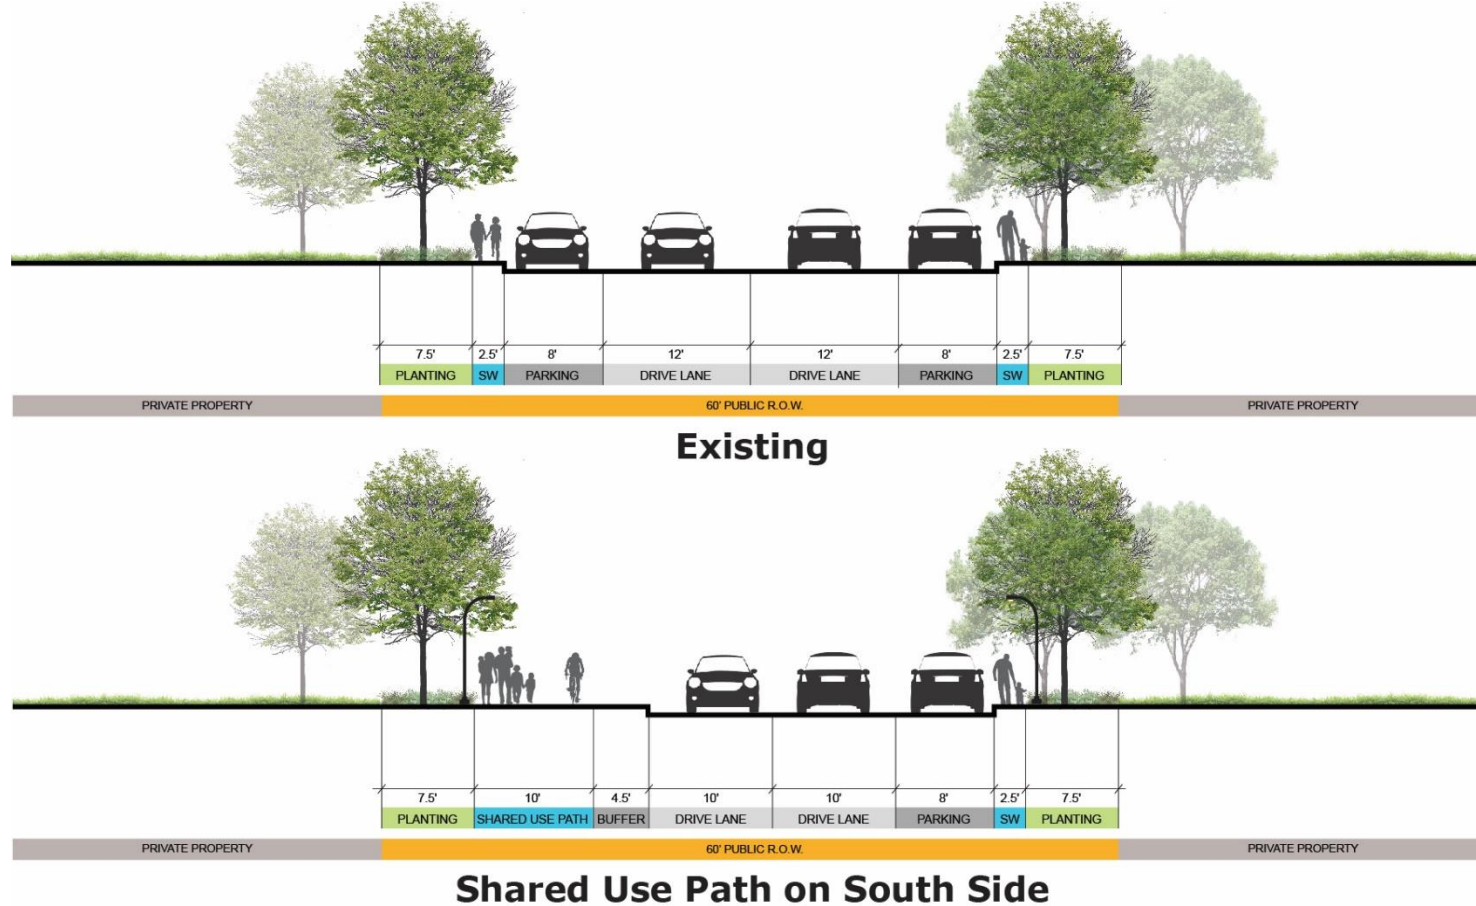 7.5' 2.5' 8' 12' 12' 8' 2.5' 7.5'
PLANTING SW PARKING DRIVE LANE DRIVE LANE PARKING SW PLANTING
PRIVATE PROPERTY 60' PUBLIC R.O.W. PRIVATE PROPERTY
Existing
7.5' 10' 4.5' 10' 10' 8' 2.5' 7.5'
PLANTING SHARED USE PATH BUFFER DRIVE LANE DRIVE LANE PARKING SW PLANTING
PRIVATE PROPERTY 60' PUBLIC R.O.W. PRIVATE PROPERTY
Shared Use Path on South Side